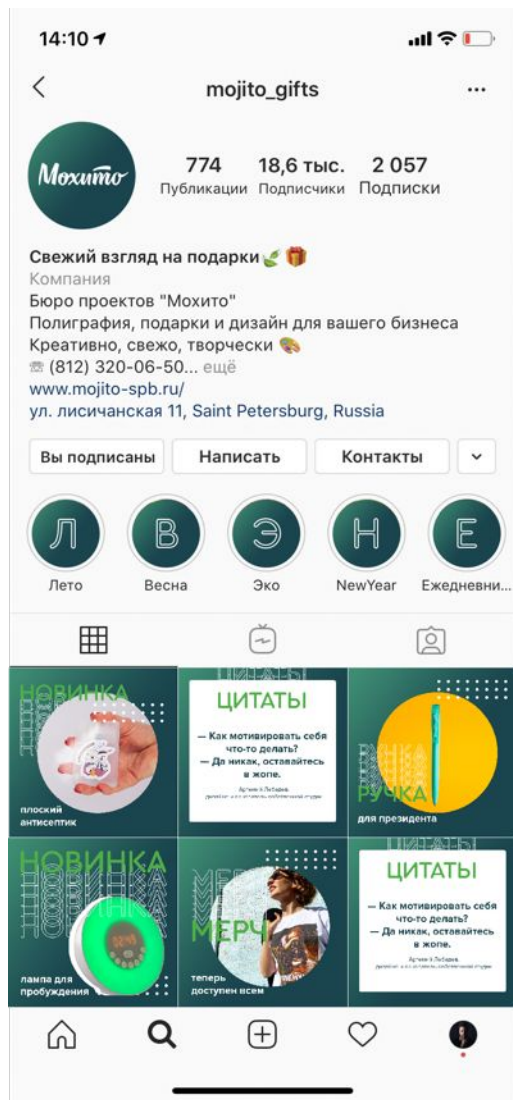 14:10
mojito_gifts
Мохито
774 18,6 тыс. 2 057
Публикации Подписчики Подписки
Свежий взгляд на подарки
Компания
Бюро проектов "Мохито"
Полиграфия, подарки и дизайн для вашего бизнеса
Креативно, свежо, творчески
☏ (812) 320-06-50... ещё
www.mojito-spb.ru/
ул. лисичанская 11, Saint Petersburg, Russia
Вы подписаны Написать Контакты
Л В Э Н Е
Лето Весна Эко NewYear Ежедневни...
НОВИНКА
плоский
антисептик
ЦИТАТЫ
— Как мотивировать себя
что-то делать?
— Да никак, оставайтесь
в жопе.
Артемий Лебедев,
РУЧКА
для президента
НОВИНКА
лампа для
пробуждения
МЕРЧ
теперь
доступен всем
ЦИТАТЫ
— Как мотивировать себя
что-то делать?
— Да никак, оставайтесь
в жопе.
Артемий Лебедев,